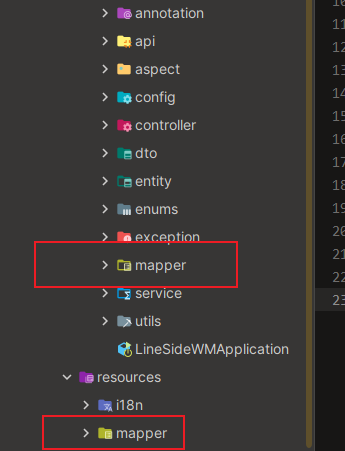 annotation
api
aspect
config
controller
dto
entity
enums
exception
mapper
service
utils
LineSideWMApplication
resources
i18n
mapper
11
12
13
14
15
16
17
18
19
20
21
22
23